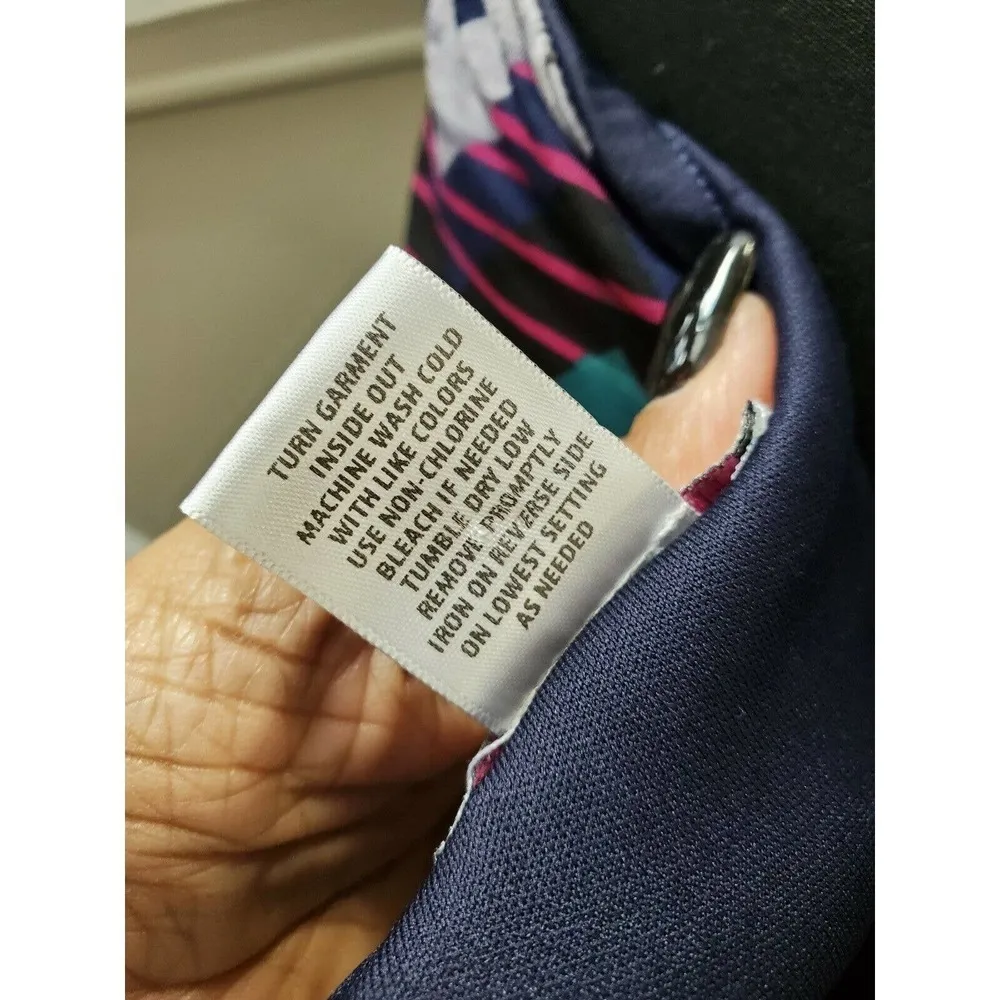 TURN GARMENT
INSIDE OUT
MACHINE WASH COLD
WITH LIKE COLORS
USE NON-CHLORINE
BLEACH IF NEEDED
TUMBLE DRY LOW
REMOVE PROMPTLY
IRON ON REVERSE SIDE
ON LOWEST SETTING
AS NEEDED